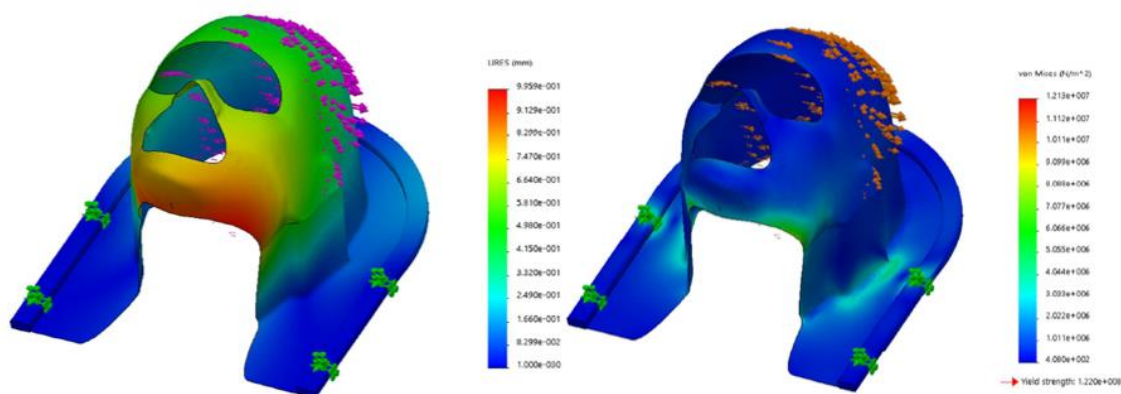 URES (mm)
9.959e-001
9.129e-001
8.299e-001
7.470e-001
6.640e-001
5.810e-001
4.980e-001
4.150e-001
3.320e-001
2.490e-001
1.660e-001
8.299e-002
1.000e-030
von Mises (N/m^2)
1.213e+007
1.112e+007
1.011e+007
9.099e+006
8.088e+006
7.077e+006
6.066e+006
5.055e+006
4.044e+006
3.033e+006
2.022e+006
1.011e+006
4.080e+002
Yield strength: 1.220e+008